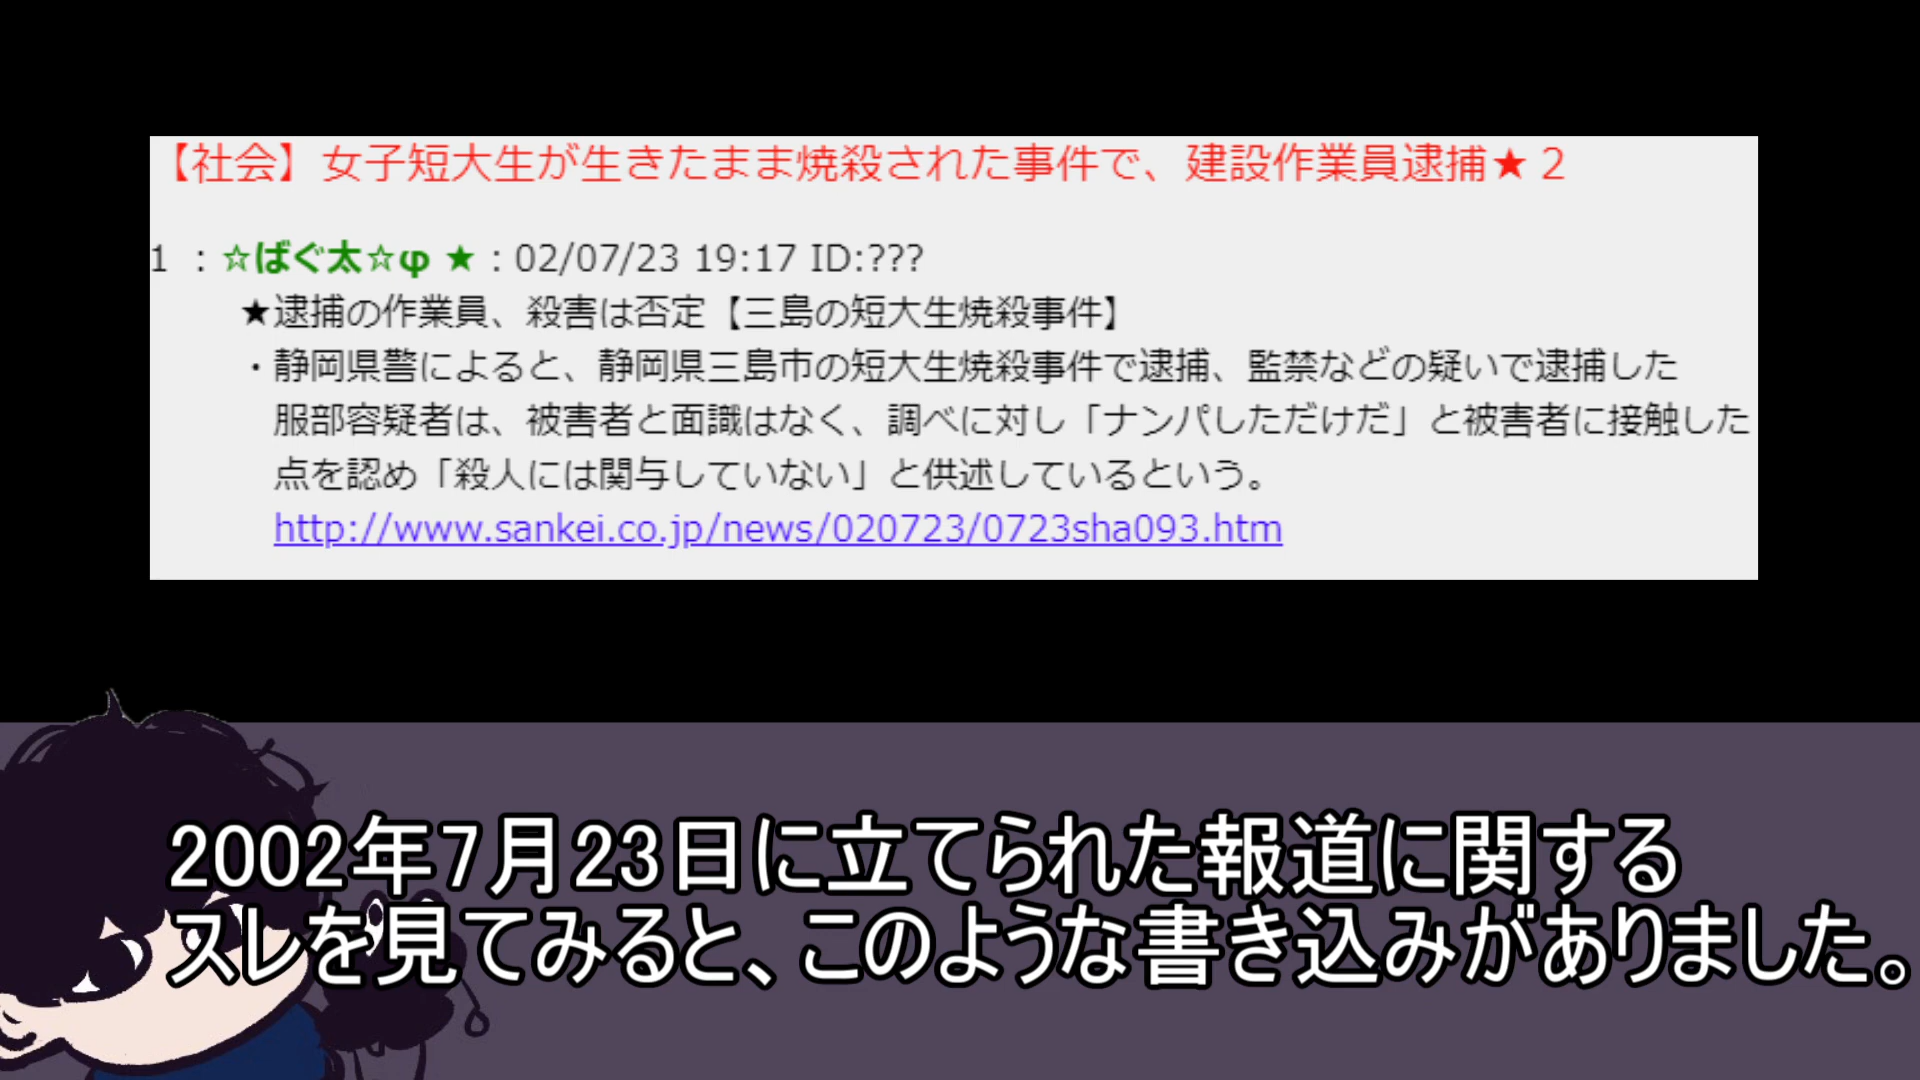 【社会】女子短大生が生きたまま焼殺された事件で、建設作業員逮捕★２
1 ：☆ばぐ太☆φ ★：02/07/23 19:17 ID:???
★逮捕の作業員、殺害は否定【三島の短大生焼殺事件】
・静岡県警によると、静岡県三島市の短大生焼殺事件で逮捕、監禁などの疑いで逮捕した
服部容疑者は、被害者と面識はなく、調べに対し「ナンパしただけだ」と被害者に接触した
点を認め「殺人には関与していない」と供述しているという。
http://www.sankei.co.jp/news/020723/0723sha093.htm
2002年7月23日に立てられた報道に関する
スレを見てみると、このような書き込みがありました。